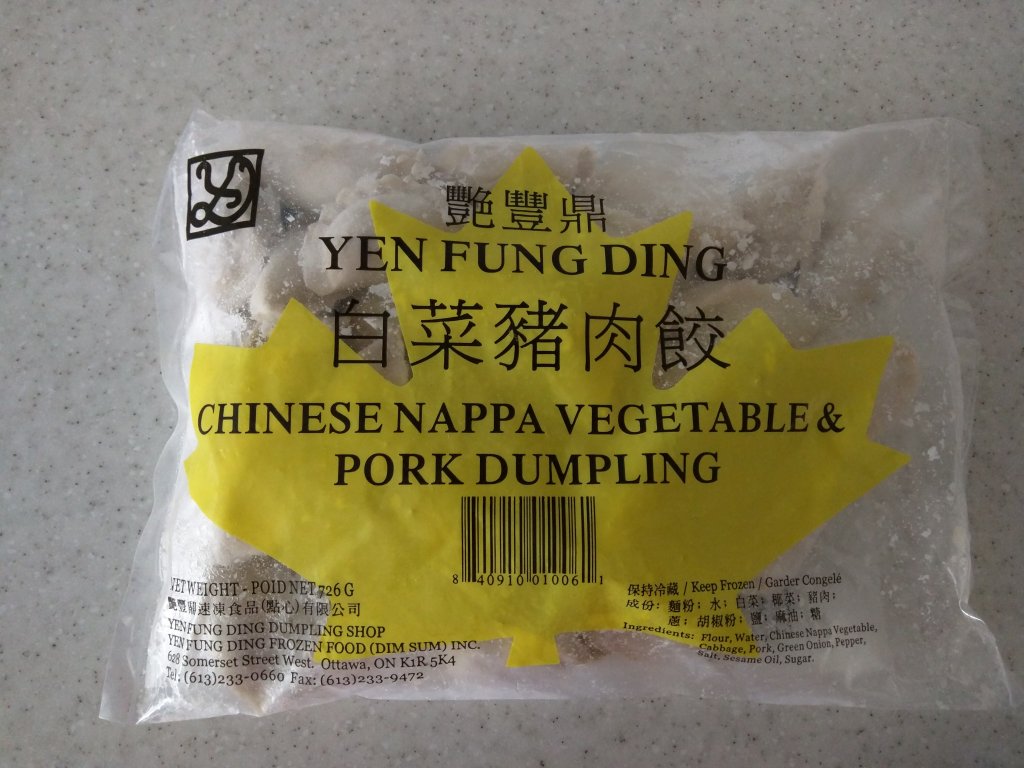 艷豐鼎
YEN FUNG DING
白菜豬肉餃
CHINESE NAPPA VEGETABLE &
PORK DUMPLING
8 40910 01006 1
NET WEIGHT - POID NET 726 G
艷豐鼎速凍食品(點心)有限公司
YEN FUNG DING DUMPLING SHOP
YEN FUNG DING FROZEN FOOD (DIM SUM) INC.
628 Somerset Street West. Ottawa, ON K1R 5K4
Tel: (613)233-0660 Fax: (613)233-9472
保持冷藏 / Keep Frozen / Garder Congelé
成份: 麵粉; 水; 白菜; 椰菜; 豬肉;
蔥; 胡椒粉; 鹽; 麻油; 糖
Ingredients: Flour, Water, Chinese Nappa Vegetable,
Cabbage, Pork, Green Onion, Pepper,
Salt, Sesame Oil, Sugar.